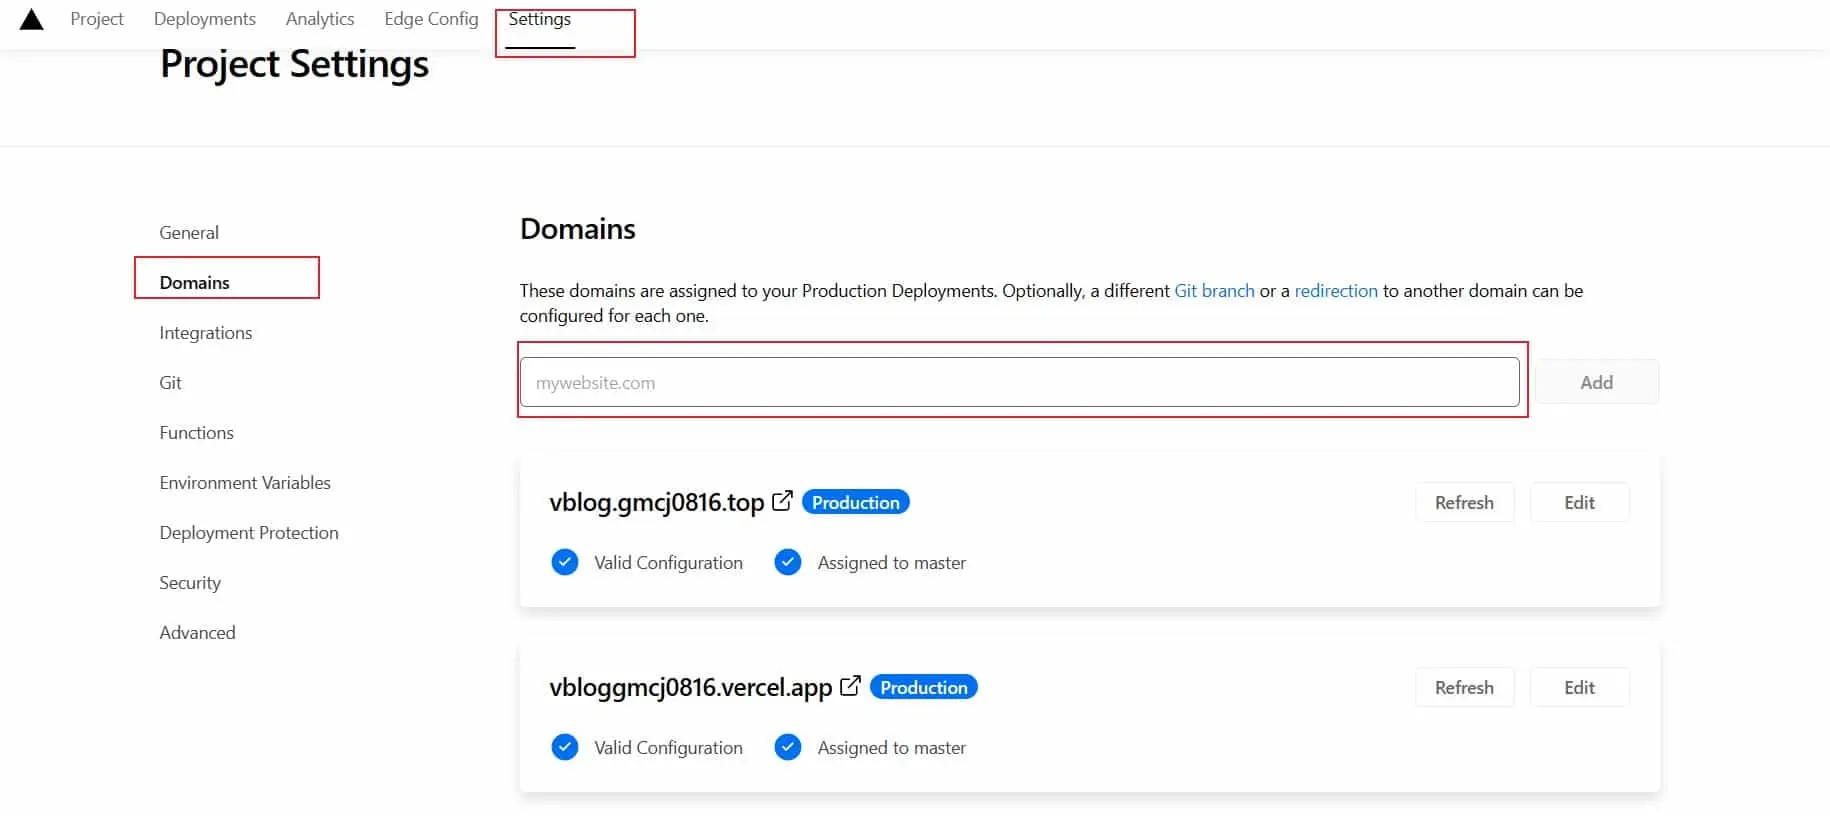 Project Deployments Analytics Edge Config Settings
Project Settings
General
Domains
Integrations
Git
Functions
Environment Variables
Deployment Protection
Security
Advanced
Domains
These domains are assigned to your Production Deployments. Optionally, a different Git branch or a redirection to another domain can be
configured for each one.
mywebsite.com Add
vblog.gmcj0816.top Production Refresh Edit
Valid Configuration Assigned to master
vbloggmcj0816.vercel.app Production Refresh Edit
Valid Configuration Assigned to master